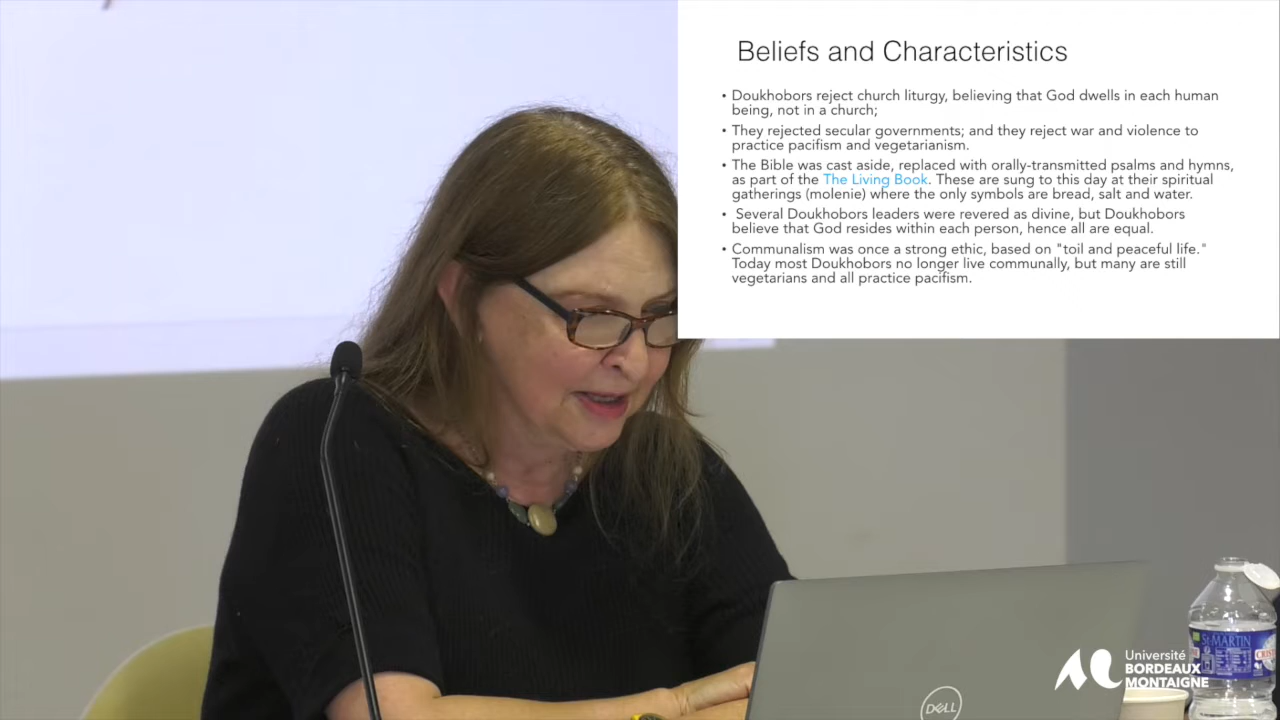 Beliefs and Characteristics
• Doukhobors reject church liturgy, believing that God dwells in each human
being, not in a church;
• They rejected secular governments; and they reject war and violence to
practice pacifism and vegetarianism.
• The Bible was cast aside, replaced with orally-transmitted psalms and hymns,
as part of the The Living Book. These are sung to this day at their spiritual
gatherings (molenie) where the only symbols are bread, salt and water.
• Several Doukhobors leaders were revered as divine, but Doukhobors
believe that God resides within each person, hence all are equal.
• Communalism was once a strong ethic, based on "toil and peaceful life."
Today most Doukhobors no longer live communally, but many are still
vegetarians and all practice pacifism.
St-MARTIN
DELL
Université
BORDEAUX
MONTAIGNE